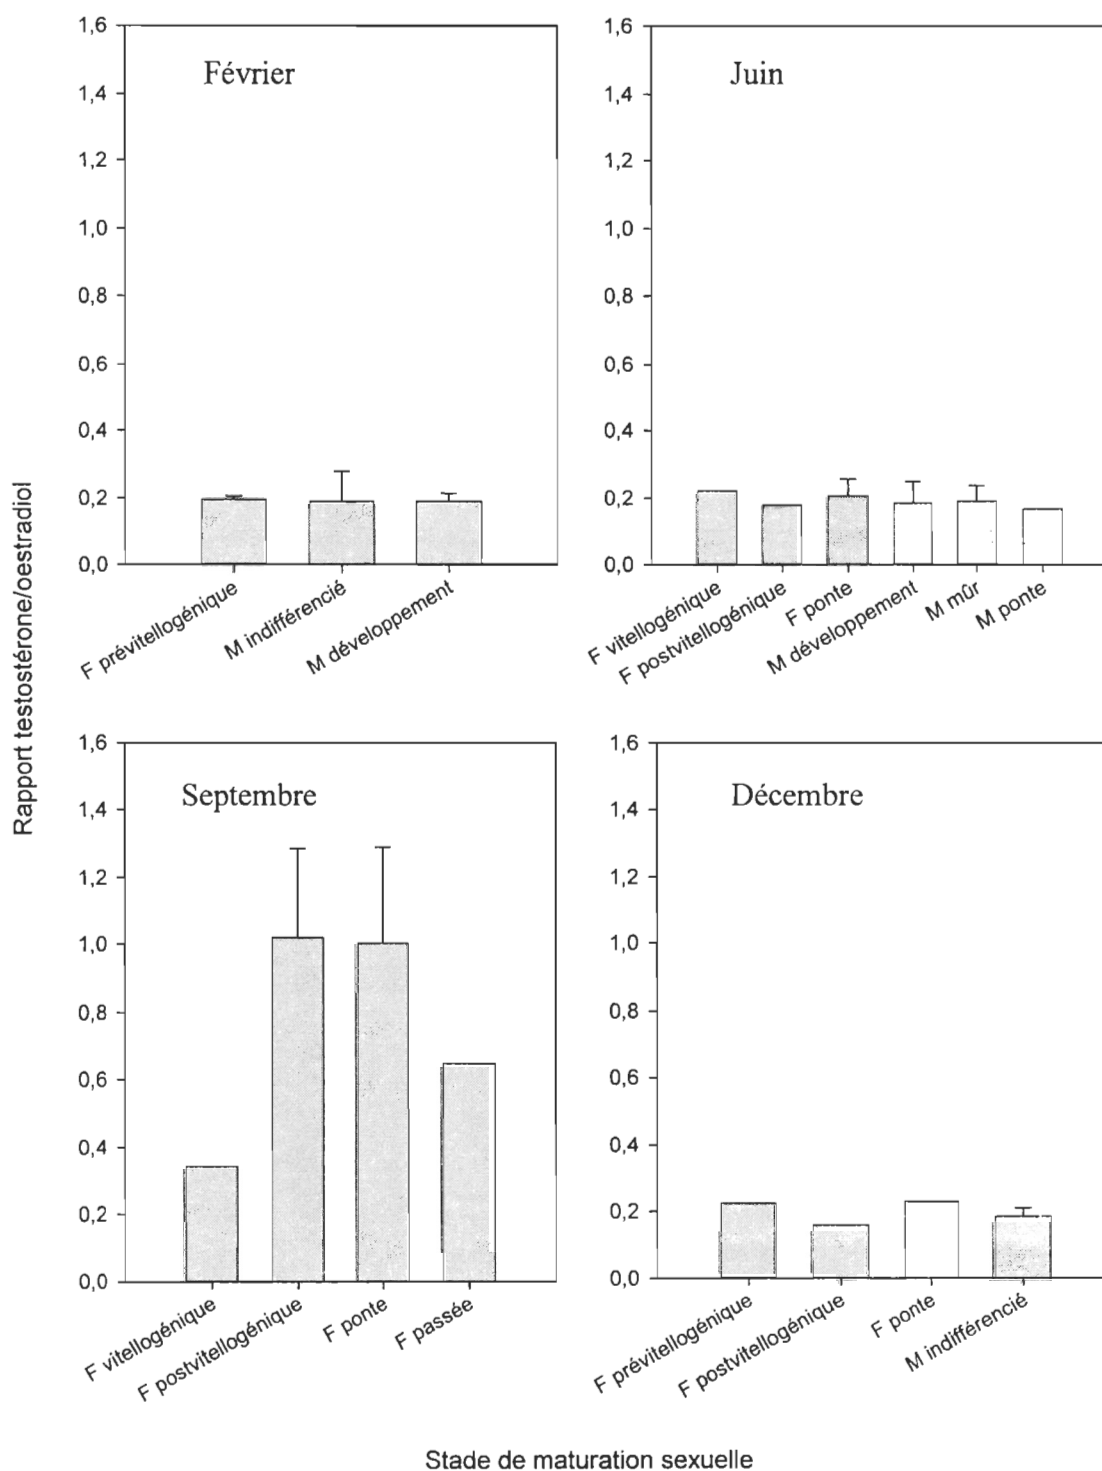 Rapport testostérone/oestradiol
Février
1,6
1,4
1,2
1,0
0,8
0,6
0,4
0,2
0,0
F prévitellogénique
M indifférencié
M développement
Juin
1,6
1,4
1,2
1,0
0,8
0,6
0,4
0,2
0,0
F vitellogénique
F postvitellogénique
F ponte
M développement
M mûr
M ponte
Septembre
1,6
1,4
1,2
1,0
0,8
0,6
0,4
0,2
0,0
F vitellogénique
F postvitellogénique
F ponte
F passée
Décembre
1,6
1,4
1,2
1,0
0,8
0,6
0,4
0,2
0,0
F prévitellogénique
F postvitellogénique
F ponte
M indifférencié
Stade de maturation sexuelle